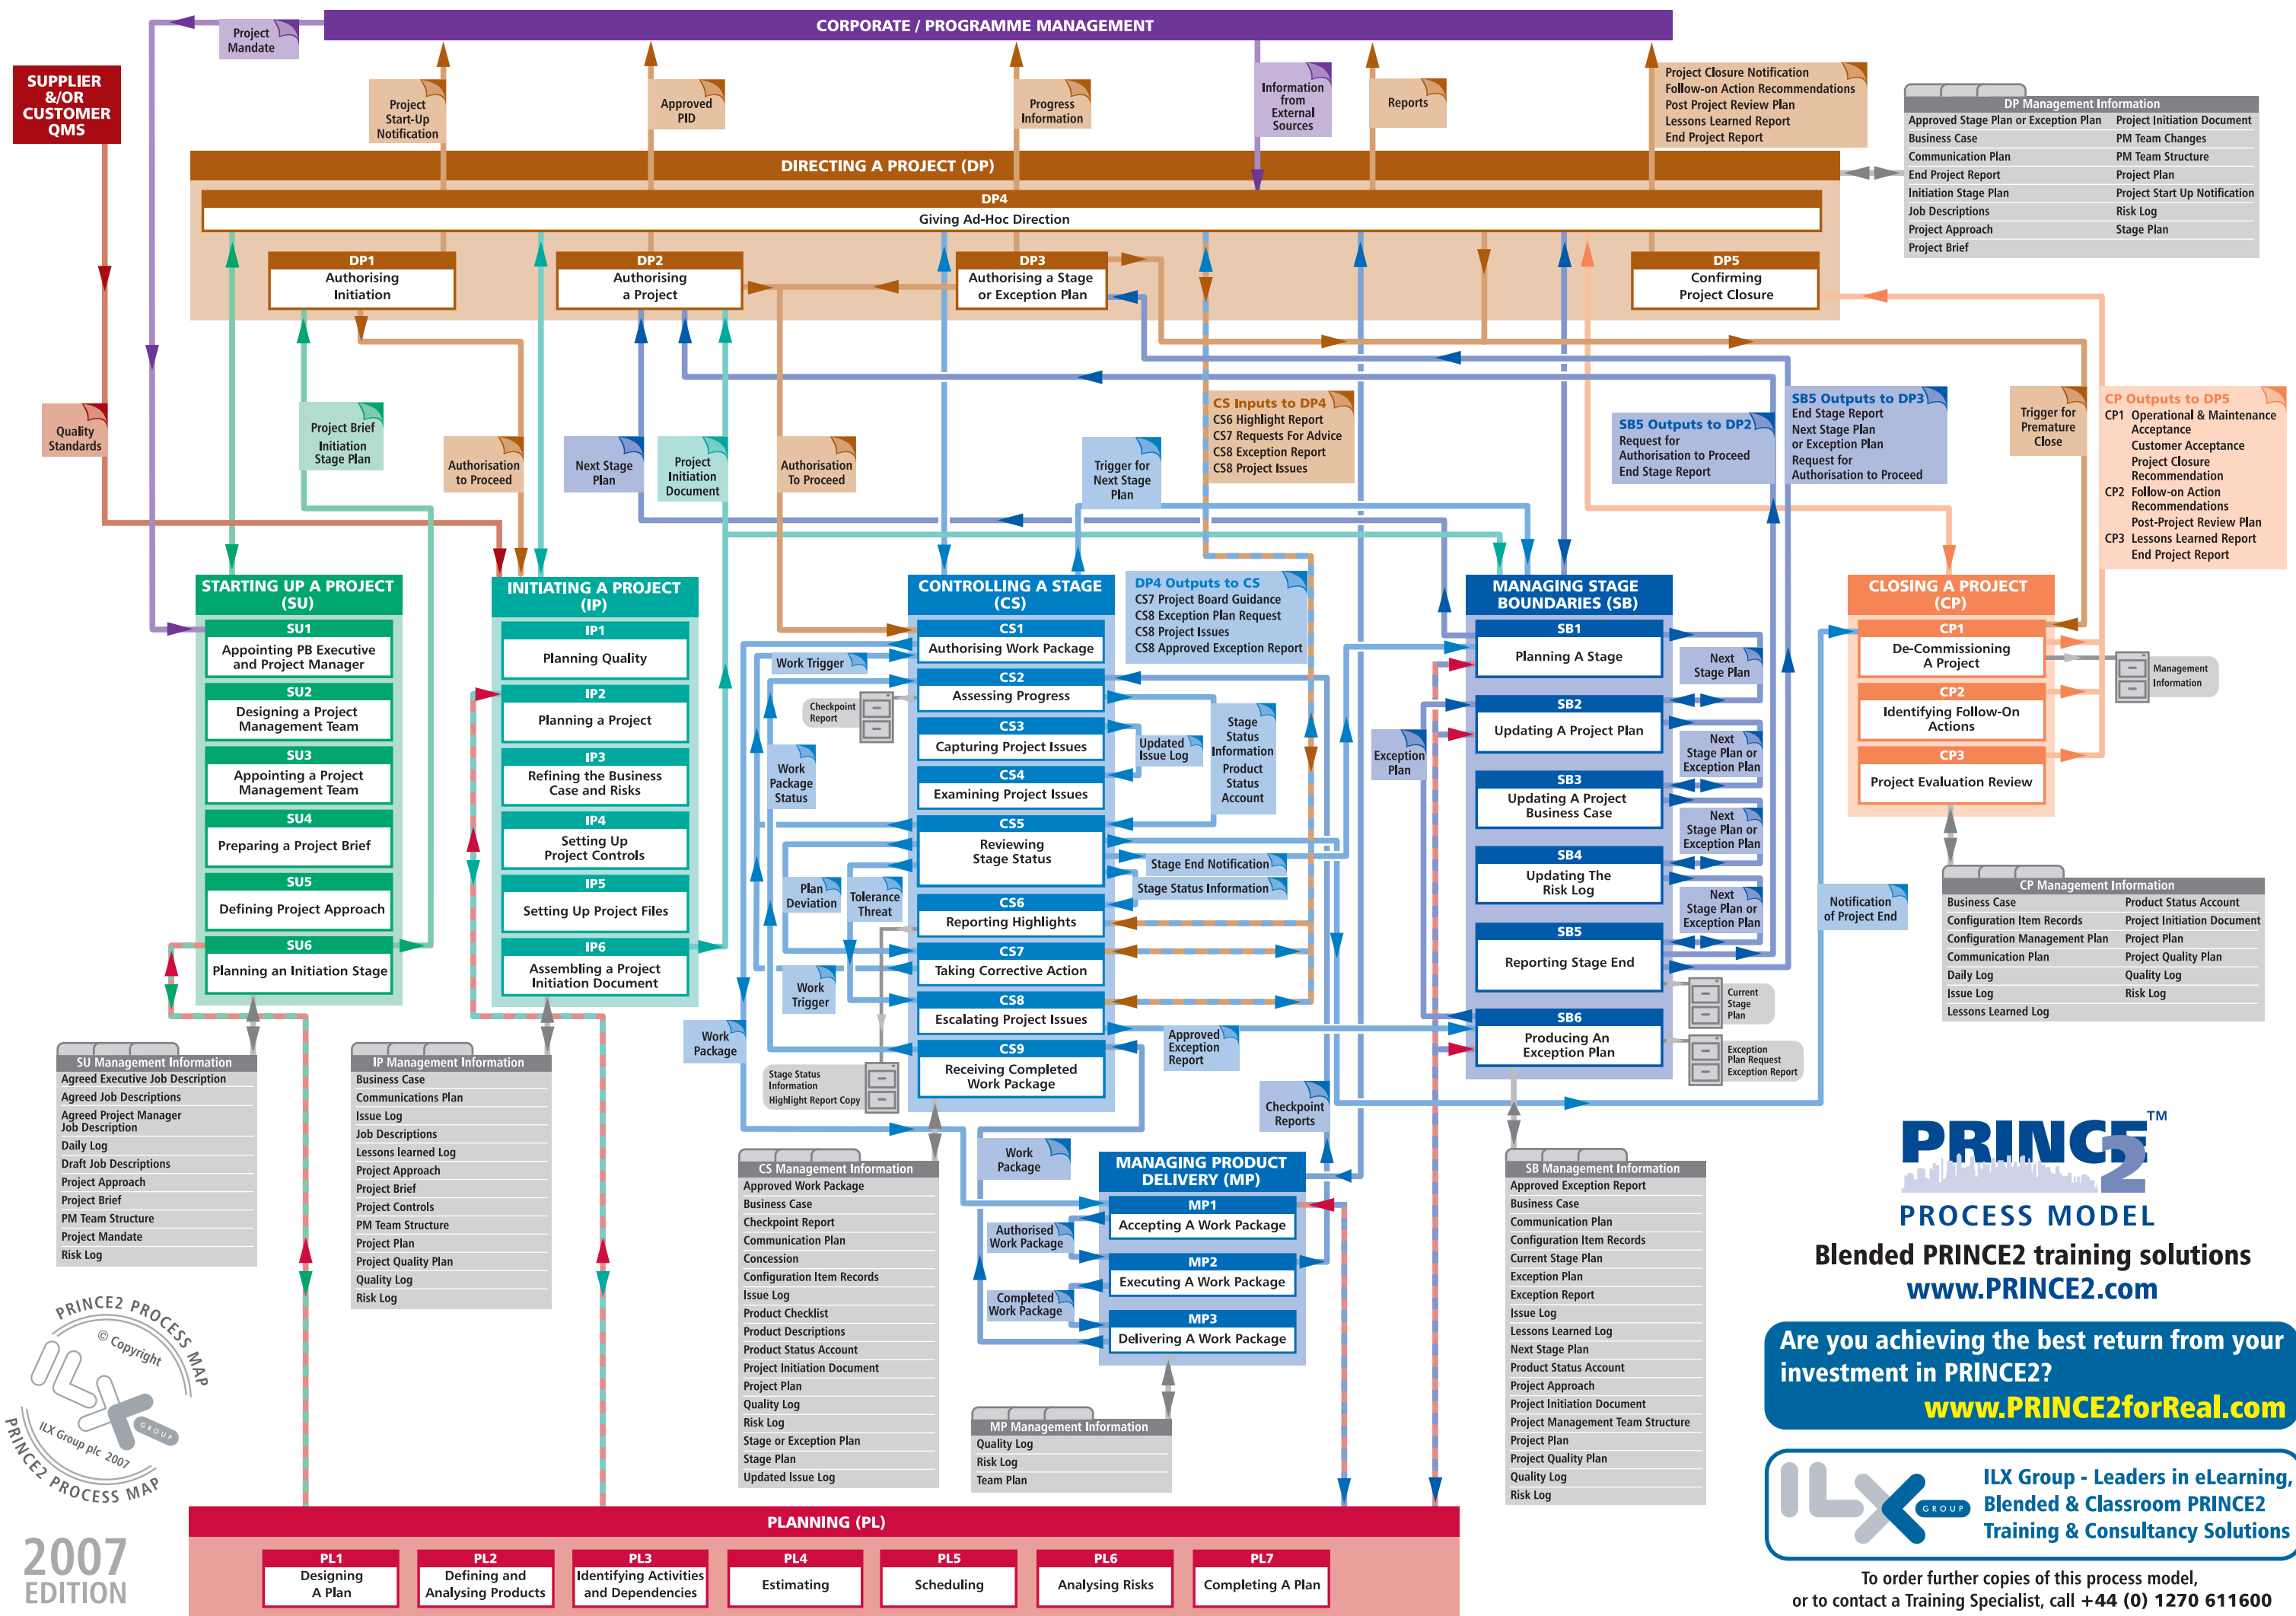 CORPORATE / PROGRAMME MANAGEMENT
Project
Mandate
SUPPLIER
&/OR
CUSTOMER
QMS
Project
Start-Up
Notification
Approved
PID
Progress
Information
Information
from
External
Sources
Reports
Project Closure Notification
Follow-on Action Recommendations
Post Project Review Plan
Lessons Learned Report
End Project Report
DP Management Information
Approved Stage Plan or Exception Plan
Business Case
Communication Plan
End Project Report
Initiation Stage Plan
Job Descriptions
Project Approach
Project Brief
Project Initiation Document
PM Team Changes
PM Team Structure
Project Plan
Project Start Up Notification
Risk Log
Stage Plan
DIRECTING A PROJECT (DP)
DP4
Giving Ad-Hoc Direction
DP1
Authorising
Initiation
DP2
Authorising
a Project
DP3
Authorising a Stage
or Exception Plan
DP5
Confirming
Project Closure
Quality
Standards
Project Brief
Initiation
Stage Plan
Authorisation
to Proceed
Next Stage
Plan
Project
Initiation
Document
Authorisation
To Proceed
Trigger for
Next Stage
Plan
CS Inputs to DP4
CS6 Highlight Report
CS7 Requests For Advice
CS8 Exception Report
CS8 Project Issues
SB5 Outputs to DP2
Request for
Authorisation to Proceed
End Stage Report
SB5 Outputs to DP3
End Stage Report
Next Stage Plan
or Exception Plan
Request for
Authorisation to Proceed
Trigger for
Premature
Close
CP Outputs to DP5
CP1 Operational & Maintenance
Acceptance
Customer Acceptance
Project Closure
Recommendation
CP2 Follow-on Action
Recommendations
Post-Project Review Plan
CP3 Lessons Learned Report
End Project Report
STARTING UP A PROJECT
(SU)
SU1
Appointing PB Executive
and Project Manager
SU2
Designing a Project
Management Team
SU3
Appointing a Project
Management Team
SU4
Preparing a Project Brief
SU5
Defining Project Approach
SU6
Planning an Initiation Stage
INITIATING A PROJECT
(IP)
IP1
Planning Quality
IP2
Planning a Project
IP3
Refining the Business
Case and Risks
IP4
Setting Up
Project Controls
IP5
Setting Up Project Files
IP6
Assembling a Project
Initiation Document
CONTROLLING A STAGE
(CS)
CS1
Authorising Work Package
CS2
Assessing Progress
CS3
Capturing Project Issues
CS4
Examining Project Issues
CS5
Reviewing
Stage Status
CS6
Reporting Highlights
CS7
Taking Corrective Action
CS8
Escalating Project Issues
CS9
Receiving Completed
Work Package
DP4 Outputs to CS
CS7 Project Board Guidance
CS8 Exception Plan Request
CS8 Project Issues
CS8 Approved Exception Report
Work Trigger
Checkpoint
Report
Work
Package
Status
Updated
Issue Log
Stage
Status
Information
Product
Status
Account
Stage End Notification
Stage Status Information
Plan
Deviation
Tolerance
Threat
Work
Trigger
Work
Package
Stage Status
Information
Highlight Report Copy
Approved
Exception
Report
Exception
Plan
MANAGING STAGE
BOUNDARIES (SB)
SB1
Planning A Stage
SB2
Updating A Project Plan
SB3
Updating A Project
Business Case
SB4
Updating The
Risk Log
SB5
Reporting Stage End
SB6
Producing An
Exception Plan
Next
Stage Plan
Next
Stage Plan or
Exception Plan
Next
Stage Plan or
Exception Plan
Next
Stage Plan or
Exception Plan
Current
Stage
Plan
Exception
Plan Request
Exception Report
CLOSING A PROJECT
(CP)
CP1
De-Commissioning
A Project
CP2
Identifying Follow-On
Actions
CP3
Project Evaluation Review
Management
Information
Notification
of Project End
CP Management Information
Business Case
Configuration Item Records
Configuration Management Plan
Communication Plan
Daily Log
Issue Log
Lessons Learned Log
Product Status Account
Project Initiation Document
Project Plan
Project Quality Plan
Quality Log
Risk Log
SU Management Information
Agreed Executive Job Description
Agreed Job Descriptions
Agreed Project Manager
Job Description
Daily Log
Draft Job Descriptions
Project Approach
Project Brief
PM Team Structure
Project Mandate
Risk Log
IP Management Information
Business Case
Communications Plan
Issue Log
Job Descriptions
Lessons learned Log
Project Approach
Project Brief
Project Controls
PM Team Structure
Project Plan
Project Quality Plan
Quality Log
Risk Log
CS Management Information
Approved Work Package
Business Case
Checkpoint Report
Communication Plan
Concession
Configuration Item Records
Issue Log
Product Checklist
Product Descriptions
Product Status Account
Project Initiation Document
Project Plan
Quality Log
Risk Log
Stage or Exception Plan
Stage Plan
Updated Issue Log
Work
Package
Checkpoint
Reports
MANAGING PRODUCT
DELIVERY (MP)
MP1
Accepting A Work Package
MP2
Executing A Work Package
MP3
Delivering A Work Package
Authorised
Work Package
Completed
Work Package
MP Management Information
Quality Log
Risk Log
Team Plan
SB Management Information
Approved Exception Report
Business Case
Communication Plan
Configuration Item Records
Current Stage Plan
Exception Plan
Exception Report
Issue Log
Lessons Learned Log
Next Stage Plan
Product Status Account
Project Approach
Project Initiation Document
Project Management Team Structure
Project Plan
Project Quality Plan
Quality Log
Risk Log
PRINCE2 TM
PROCESS MODEL
Blended PRINCE2 training solutions
www.PRINCE2.com
Are you achieving the best return from your
investment in PRINCE2?
www.PRINCE2forReal.com
ILX GROUP
ILX Group - Leaders in eLearning,
Blended & Classroom PRINCE2
Training & Consultancy Solutions
To order further copies of this process model,
or to contact a Training Specialist, call +44 (0) 1270 611600
PRINCE2 PROCESS MAP
© Copyright
ILX GROUP
ILX Group plc 2007
PRINCE2 PROCESS MAP
2007
EDITION
PLANNING (PL)
PL1
Designing
A Plan
PL2
Defining and
Analysing Products
PL3
Identifying Activities
and Dependencies
PL4
Estimating
PL5
Scheduling
PL6
Analysing Risks
PL7
Completing A Plan